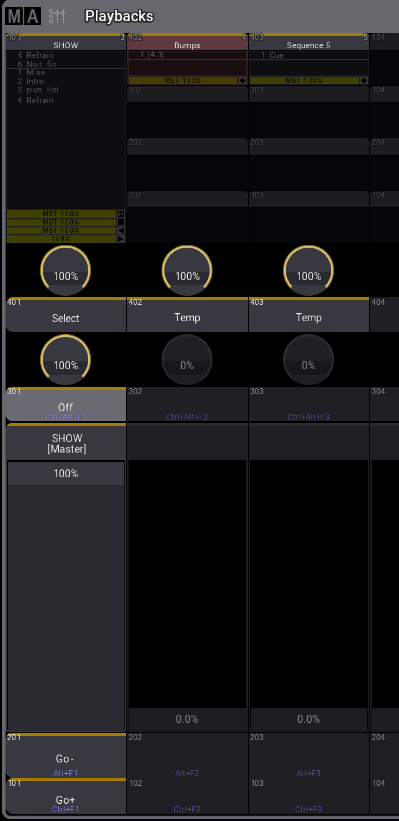 MA Playbacks
401 3 402 4 403 5 404
SHOW Bumps Sequence 5
4 Refrain 1 [4.1] 1 Cue
6 Noir fin
1 Mise
2 Intro
3 plus Sol
4 Refrain
MST 103% MST 100%
302 303 304
202 203 204
102 103 104
MST 100%
MST 100%
MST 100%
100%
100% 100% 100%
401 402 403 404
Select Temp Temp
100% 0% 0%
301 302 303 304
Off
Ctrl+Alt+F1 Ctrl+Alt+F2 Ctrl+Alt+F3
SHOW
[Master]
100%
0.0% 0.0%
201 202 203 204
Go-
Alt+F1 Alt+F2 Alt+F3
101 102 103 104
Go+
Ctrl+F1 Ctrl+F2 Ctrl+F3